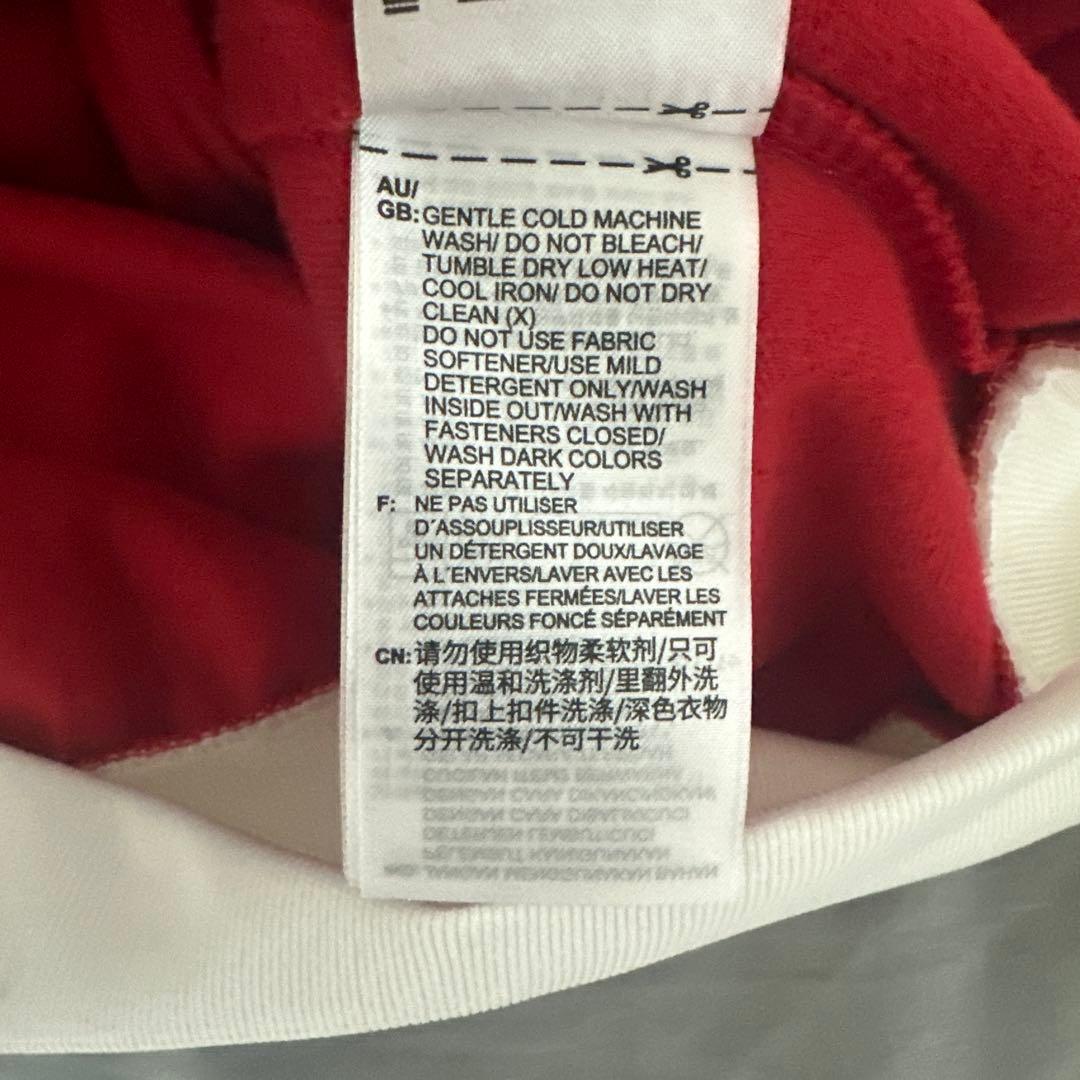 AU/
GB: GENTLE COLD MACHINE
WASH/ DO NOT BLEACH/
TUMBLE DRY LOW HEAT/
COOL IRON/ DO NOT DRY
CLEAN (X)
DO NOT USE FABRIC
SOFTENER/USE MILD
DETERGENT ONLY/WASH
INSIDE OUT/WASH WITH
FASTENERS CLOSED/
WASH DARK COLORS
SEPARATELY
F: NE PAS UTILISER
D´ASSOUPLISSEUR/UTILISER
UN DÉTERGENT DOUX/LAVAGE
À L´ENVERS/LAVER AVEC LES
ATTACHES FERMÉES/LAVER LES
COULEURS FONCÉ SÉPARÉMENT
CN: 请勿使用织物柔软剂/只可
使用温和洗涤剂/里翻外洗
涤/扣上扣件洗涤/深色衣物
分开洗涤/不可干洗